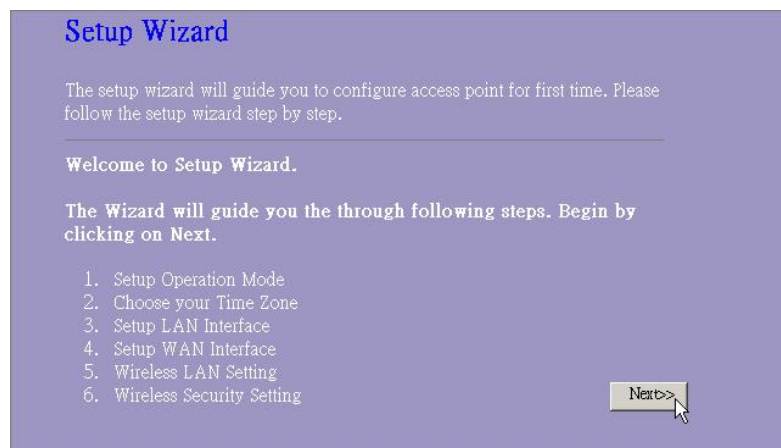 Setup Wizard
The setup wizard will guide you to configure access point for first time. Please
follow the setup wizard step by step.
Welcome to Setup Wizard.
The Wizard will guide you the through following steps. Begin by
clicking on Next.
1. Setup Operation Mode
2. Choose your Time Zone
3. Setup LAN Interface
4. Setup WAN Interface
5. Wireless LAN Setting
6. Wireless Security Setting
Next>>